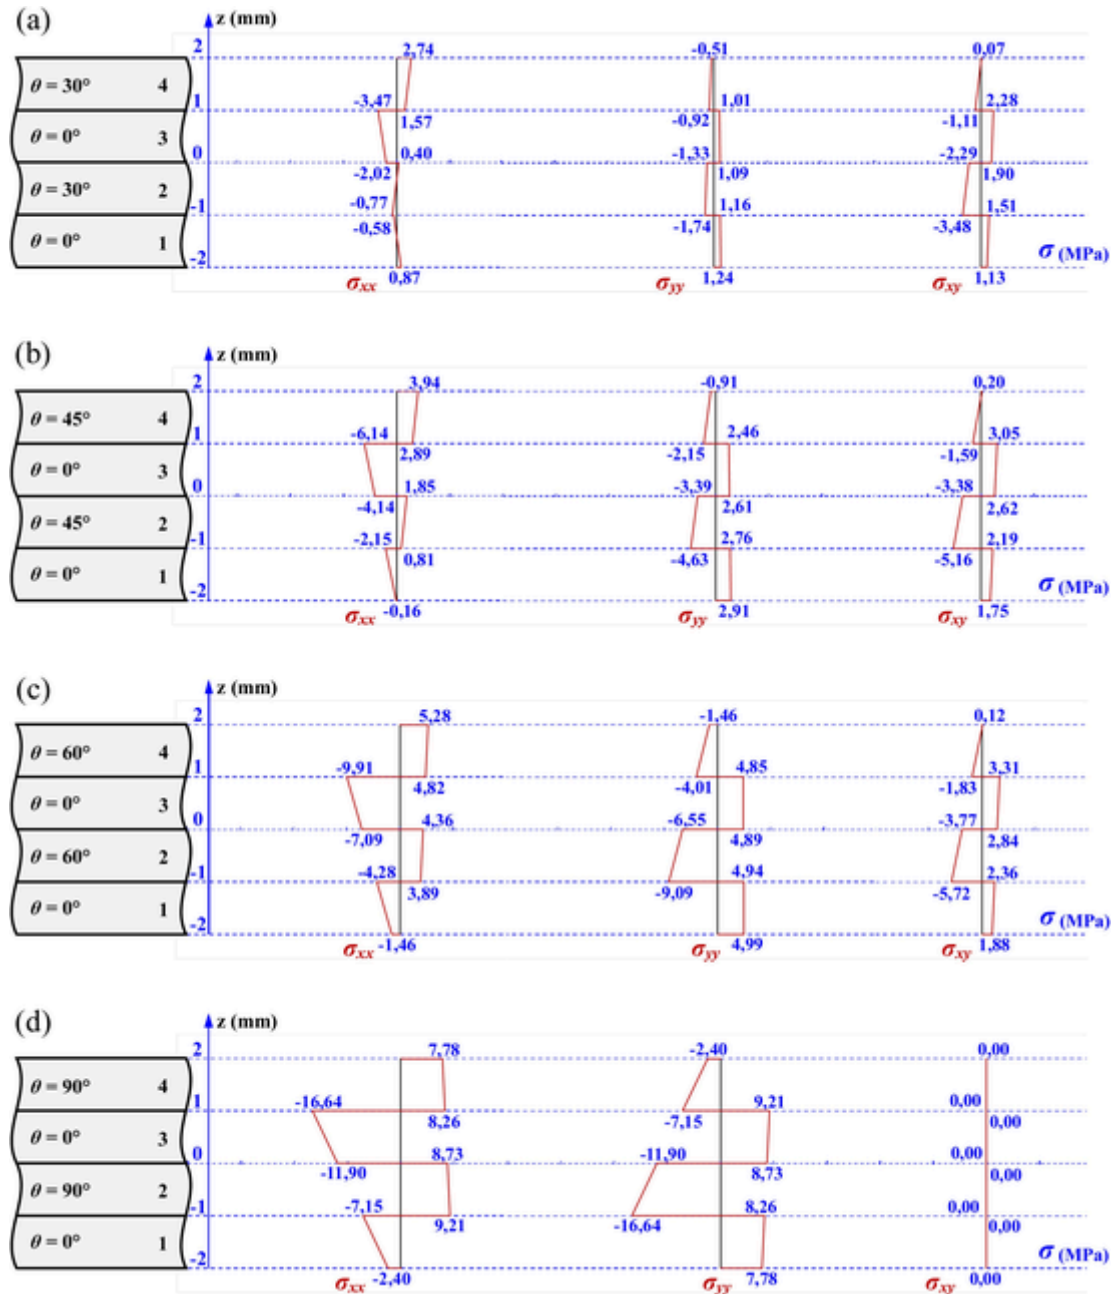 (a)
z (mm)
2 2,74 -0,51 0,07
θ = 30° 4
1 -3,47 1,01 2,28
1,57 -0,92 -1,11
θ = 0° 3
0 0,40 -1,33 -2,29
-2,02 1,09 1,90
θ = 30° 2
-0,77 1,16 1,51
-1 -0,58 -1,74 -3,48
θ = 0° 1 σ (MPa)
-2
σxx 0,87 σyy 1,24 σxy 1,13
(b)
z (mm)
2 3,94 -0,91 0,20
θ = 45° 4
1 -6,14 2,46 3,05
2,89 -2,15 -1,59
θ = 0° 3
0 1,85 -3,39 -3,38
-4,14 2,61 2,62
θ = 45° 2
-1 -2,15 2,76 2,19
0,81 -4,63 -5,16
θ = 0° 1 σ (MPa)
-2
σxx -0,16 σyy 2,91 σxy 1,75
(c)
z (mm)
2 5,28 -1,46 0,12
θ = 60° 4
1 -9,91 4,85 3,31
4,82 -4,01 -1,83
θ = 0° 3
0 4,36 -6,55 -3,77
-7,09 4,89 2,84
θ = 60° 2
-1 -4,28 4,94 2,36
3,89 -9,09 -5,72
θ = 0° 1 σ (MPa)
-2
σxx -1,46 σyy 4,99 σxy 1,88
(d)
z (mm)
2 7,78 -2,40 0,00
θ = 90° 4
1 -16,64 9,21 0,00
8,26 -7,15 0,00
θ = 0° 3
0 8,73 -11,90 0,00
-11,90 8,73 0,00
θ = 90° 2
-1 -7,15 8,26 0,00
9,21 -16,64 0,00
θ = 0° 1 σ (MPa)
-2
σxx -2,40 σyy 7,78 σxy 0,00